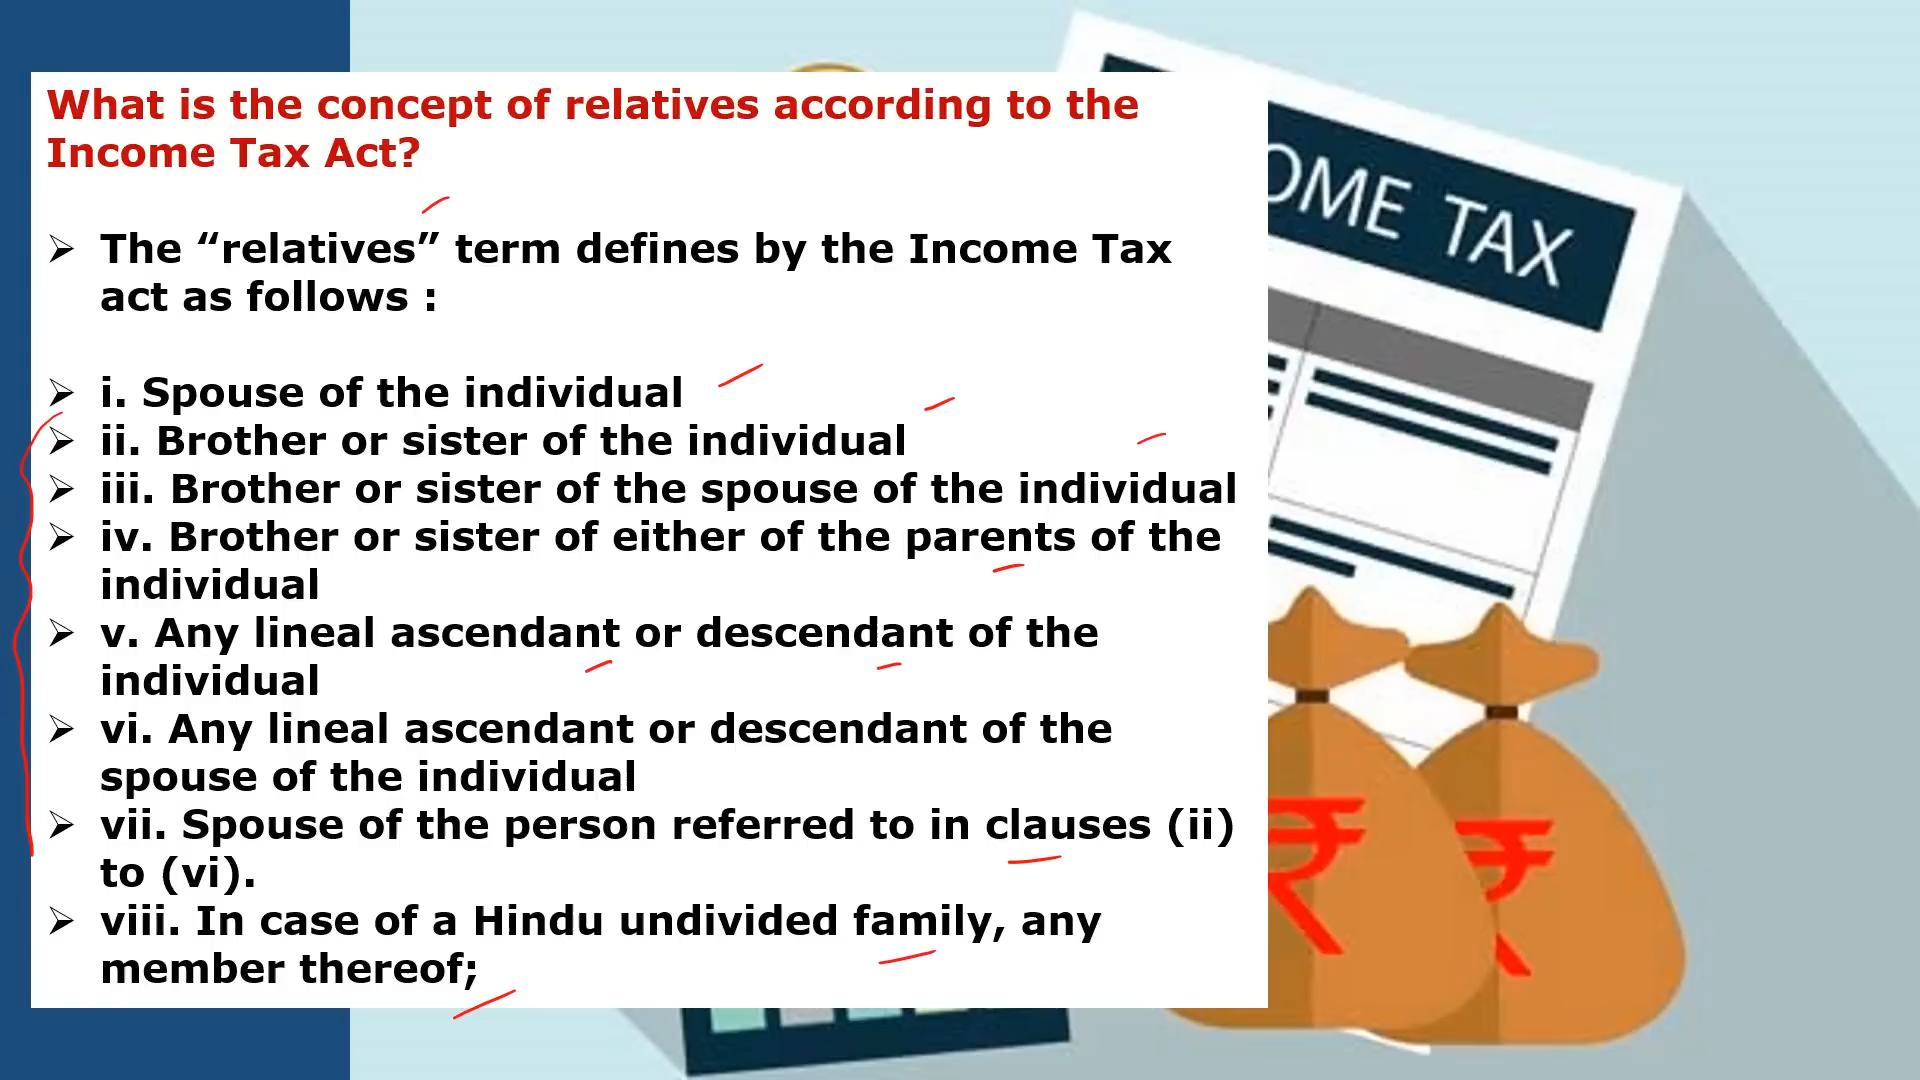 What is the concept of relatives according to the
Income Tax Act?
➢ The “relatives” term defines by the Income Tax
act as follows :
➢ i. Spouse of the individual
➢ ii. Brother or sister of the individual
➢ iii. Brother or sister of the spouse of the individual
➢ iv. Brother or sister of either of the parents of the
individual
➢ v. Any lineal ascendant or descendant of the
individual
➢ vi. Any lineal ascendant or descendant of the
spouse of the individual
➢ vii. Spouse of the person referred to in clauses (ii)
to (vi).
➢ viii. In case of a Hindu undivided family, any
member thereof;
OME TAX
₹ ₹